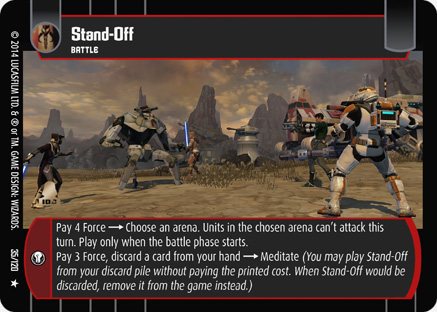 Stand-Off
BATTLE
© 2014 LUCASFILM LTD. & ® or TM. GAME DESIGN: WIZARDS.
Pay 4 Force → Choose an arena. Units in the chosen arena can't attack this
turn. Play only when the battle phase starts.
Pay 3 Force, discard a card from your hand → Meditate (You may play Stand-Off
from your discard pile without paying the printed cost. When Stand-Off would be
discarded, remove it from the game instead.)